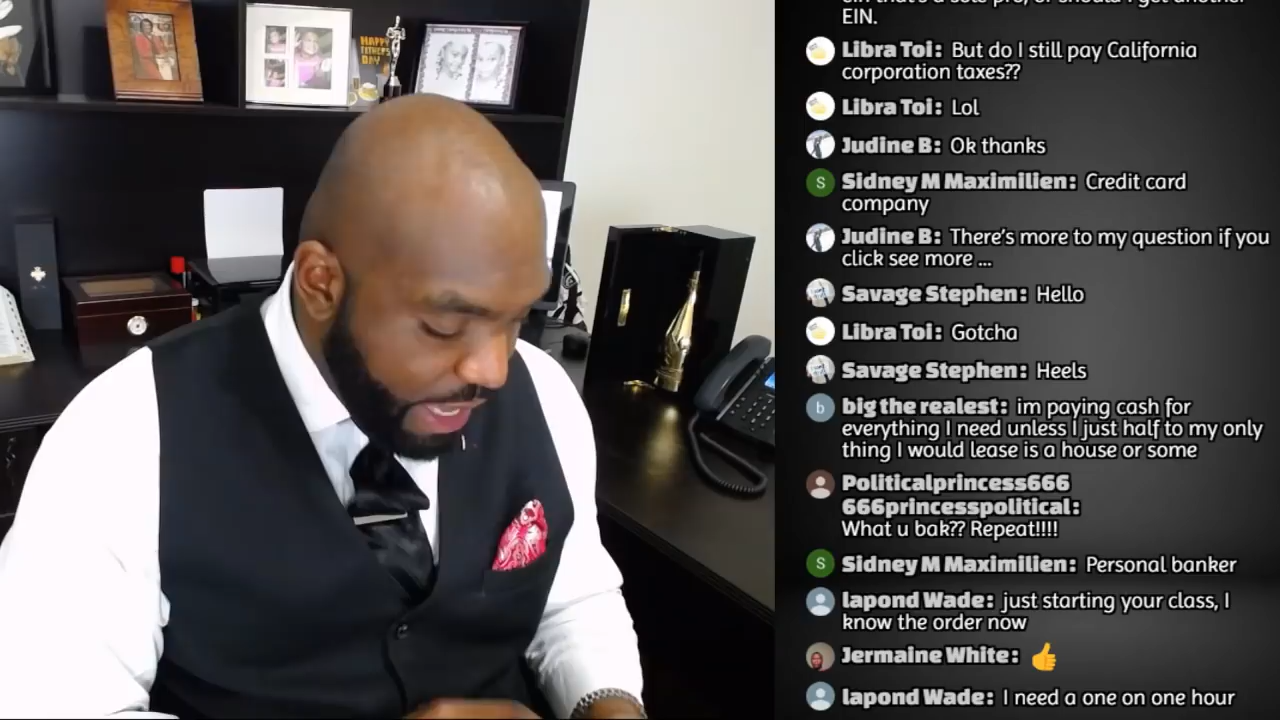 HAPPY
FATHER'S
DAY
EIN.
Libra Toi: But do I still pay California
corporation taxes??
Libra Toi: Lol
Judine B: Ok thanks
S
Sidney M Maximilien: Credit card
company
Judine B: There's more to my question if you
click see more ...
Savage Stephen: Hello
Libra Toi: Gotcha
Savage Stephen: Heels
b
big the realest: im paying cash for
everything I need unless I just half to my only
thing I would lease is a house or some
Politicalprincess666
666princesspolitical:
What u bak?? Repeat!!!!
S
Sidney M Maximilien: Personal banker
lapond Wade: just starting your class, I
know the order now
Jermaine White: 👍
lapond Wade: I need a one on one hour